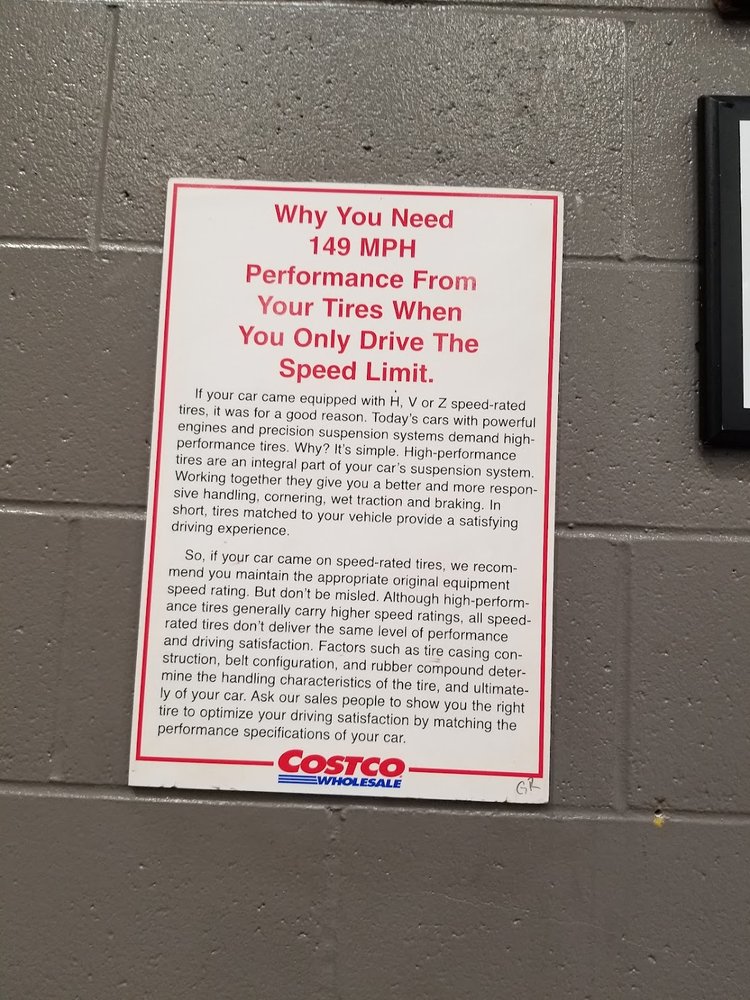 Why You Need
149 MPH
Performance From
Your Tires When
You Only Drive The
Speed Limit.
If your car came equipped with H, V or Z speed-rated
tires, it was for a good reason. Today's cars with powerful
engines and precision suspension systems demand high-
performance tires. Why? It's simple. High-performance
tires are an integral part of your car's suspension system.
Working together they give you a better and more respon-
sive handling, cornering, wet traction and braking. In
short, tires matched to your vehicle provide a satisfying
driving experience.
So, if your car came on speed-rated tires, we recom-
mend you maintain the appropriate original equipment
speed rating. But don't be misled. Although high-perform-
ance tires generally carry higher speed ratings, all speed-
rated tires don't deliver the same level of performance
and driving satisfaction. Factors such as tire casing con-
struction, belt configuration, and rubber compound deter-
mine the handling characteristics of the tire, and ultimate-
ly of your car. Ask our sales people to show you the right
tire to optimize your driving satisfaction by matching the
performance specifications of your car.
COSTCO
WHOLESALE
GR